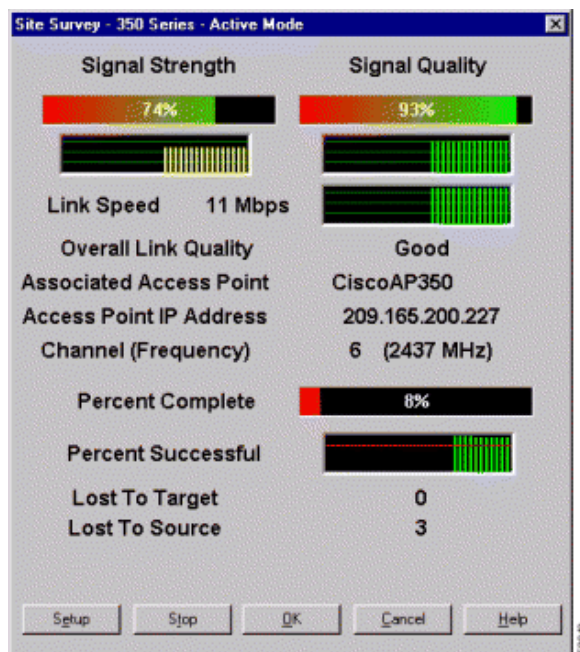 Site Survey - 350 Series - Active Mode
Signal Strength Signal Quality
74% 93%
Link Speed 11 Mbps
Overall Link Quality Good
Associated Access Point CiscoAP350
Access Point IP Address 209.165.200.227
Channel (Frequency) 6 (2437 MHz)
Percent Complete 8%
Percent Successful
Lost To Target 0
Lost To Source 3
Setup Stop OK Cancel Help